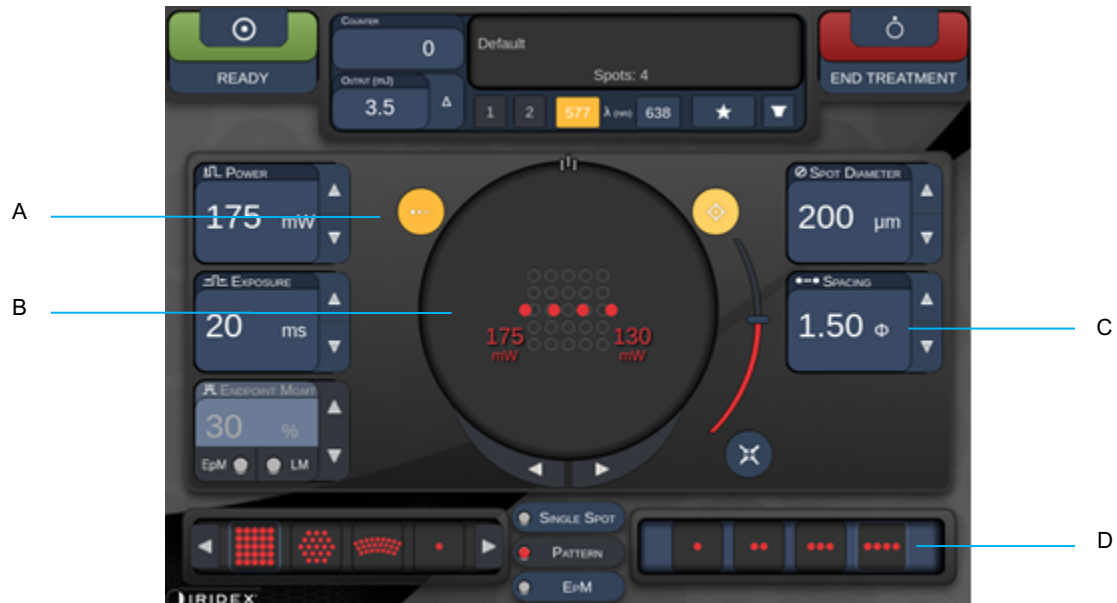 COUNTER
0
OUTPUT (mJ)
3.5
Δ
Default
Spots: 4
1 2 577 λ (nm) 638
READY
END TREATMENT
POWER
175 mW
EXPOSURE
20 ms
ENDPOINT MGMT
30 %
EpM LM
175 mW
130 mW
SPOT DIAMETER
200 µm
SPACING
1.50 Φ
SINGLE SPOT
PATTERN
EPM
IRIDEX
A
B
C
D